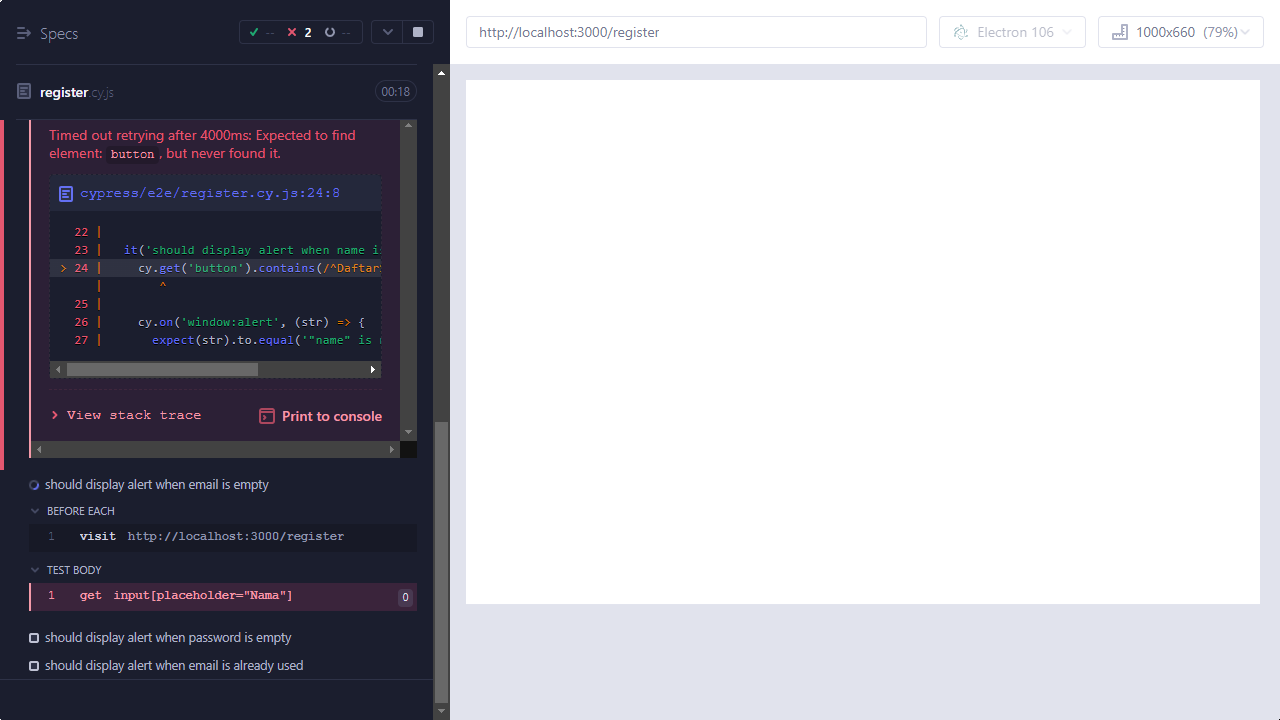 Specs
-- 2 --
http://localhost:3000/register
Electron 106
1000x660 (79%)
register.cy.js
00:18
Timed out retrying after 4000ms: Expected to find
element: button, but never found it.
cypress/e2e/register.cy.js:24:8
22 |
23 | it('should display alert when name is
> 24 | cy.get('button').contains(/^Daftar
| ^
25 |
26 | cy.on('window:alert', (str) => {
27 | expect(str).to.equal('"name" is
View stack trace
Print to console
should display alert when email is empty
BEFORE EACH
1 visit http://localhost:3000/register
TEST BODY
1 get input[placeholder="Nama"] 0
should display alert when password is empty
should display alert when email is already used